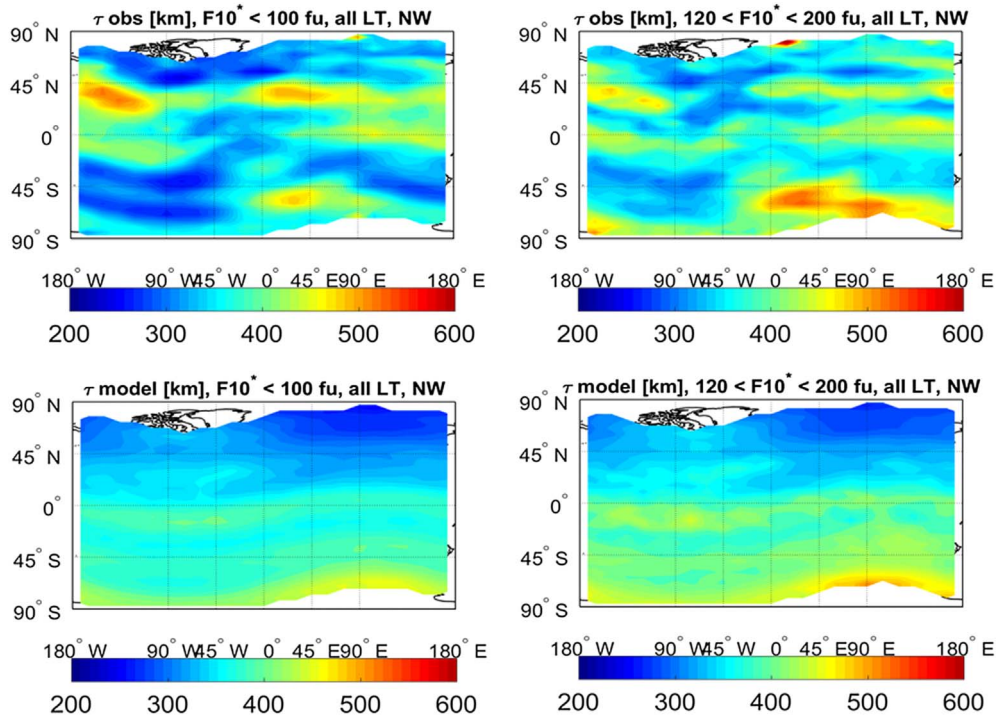 τ obs [km], F10* < 100 fu, all LT, NW
90° N
45° N
0°
45° S
90° S
180° W 90° W 45° W 0° 45° E 90° E 180° E
200 300 400 500 600
τ obs [km], 120 < F10* < 200 fu, all LT, NW
90° N
45° N
0°
45° S
90° S
180° W 90° W 45° W 0° 45° E 90° E 180° E
200 300 400 500 600
τ model [km], F10* < 100 fu, all LT, NW
90° N
45° N
0°
45° S
90° S
180° W 90° W 45° W 0° 45° E 90° E 180° E
200 300 400 500 600
τ model [km], 120 < F10* < 200 fu, all LT, NW
90° N
45° N
0°
45° S
90° S
180° W 90° W 45° W 0° 45° E 90° E 180° E
200 300 400 500 600